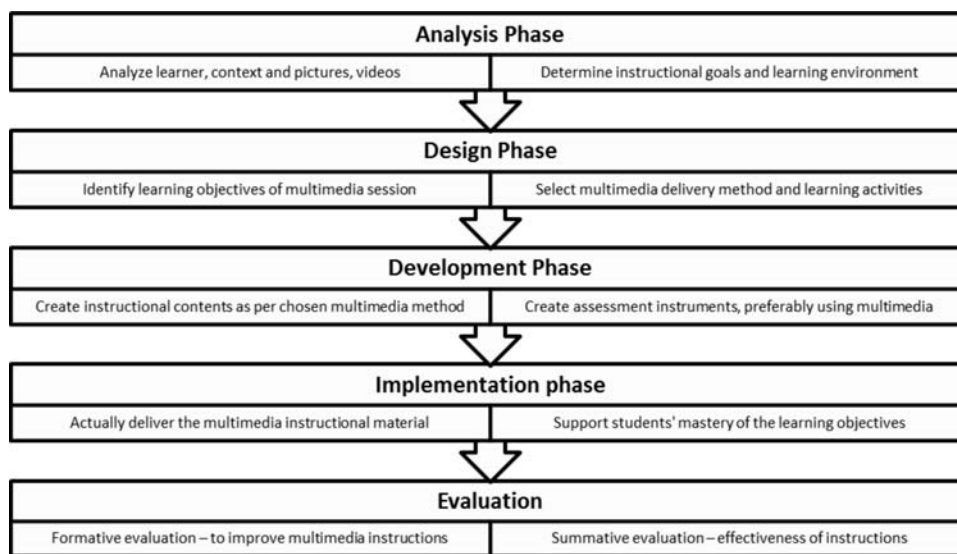 Analysis Phase
Analyze learner, context and pictures, videos
Determine instructional goals and learning environment
Design Phase
Identify learning objectives of multimedia session
Select multimedia delivery method and learning activities
Development Phase
Create instructional contents as per chosen multimedia method
Create assessment instruments, preferably using multimedia
Implementation phase
Actually deliver the multimedia instructional material
Support students' mastery of the learning objectives
Evaluation
Formative evaluation – to improve multimedia instructions
Summative evaluation – effectiveness of instructions